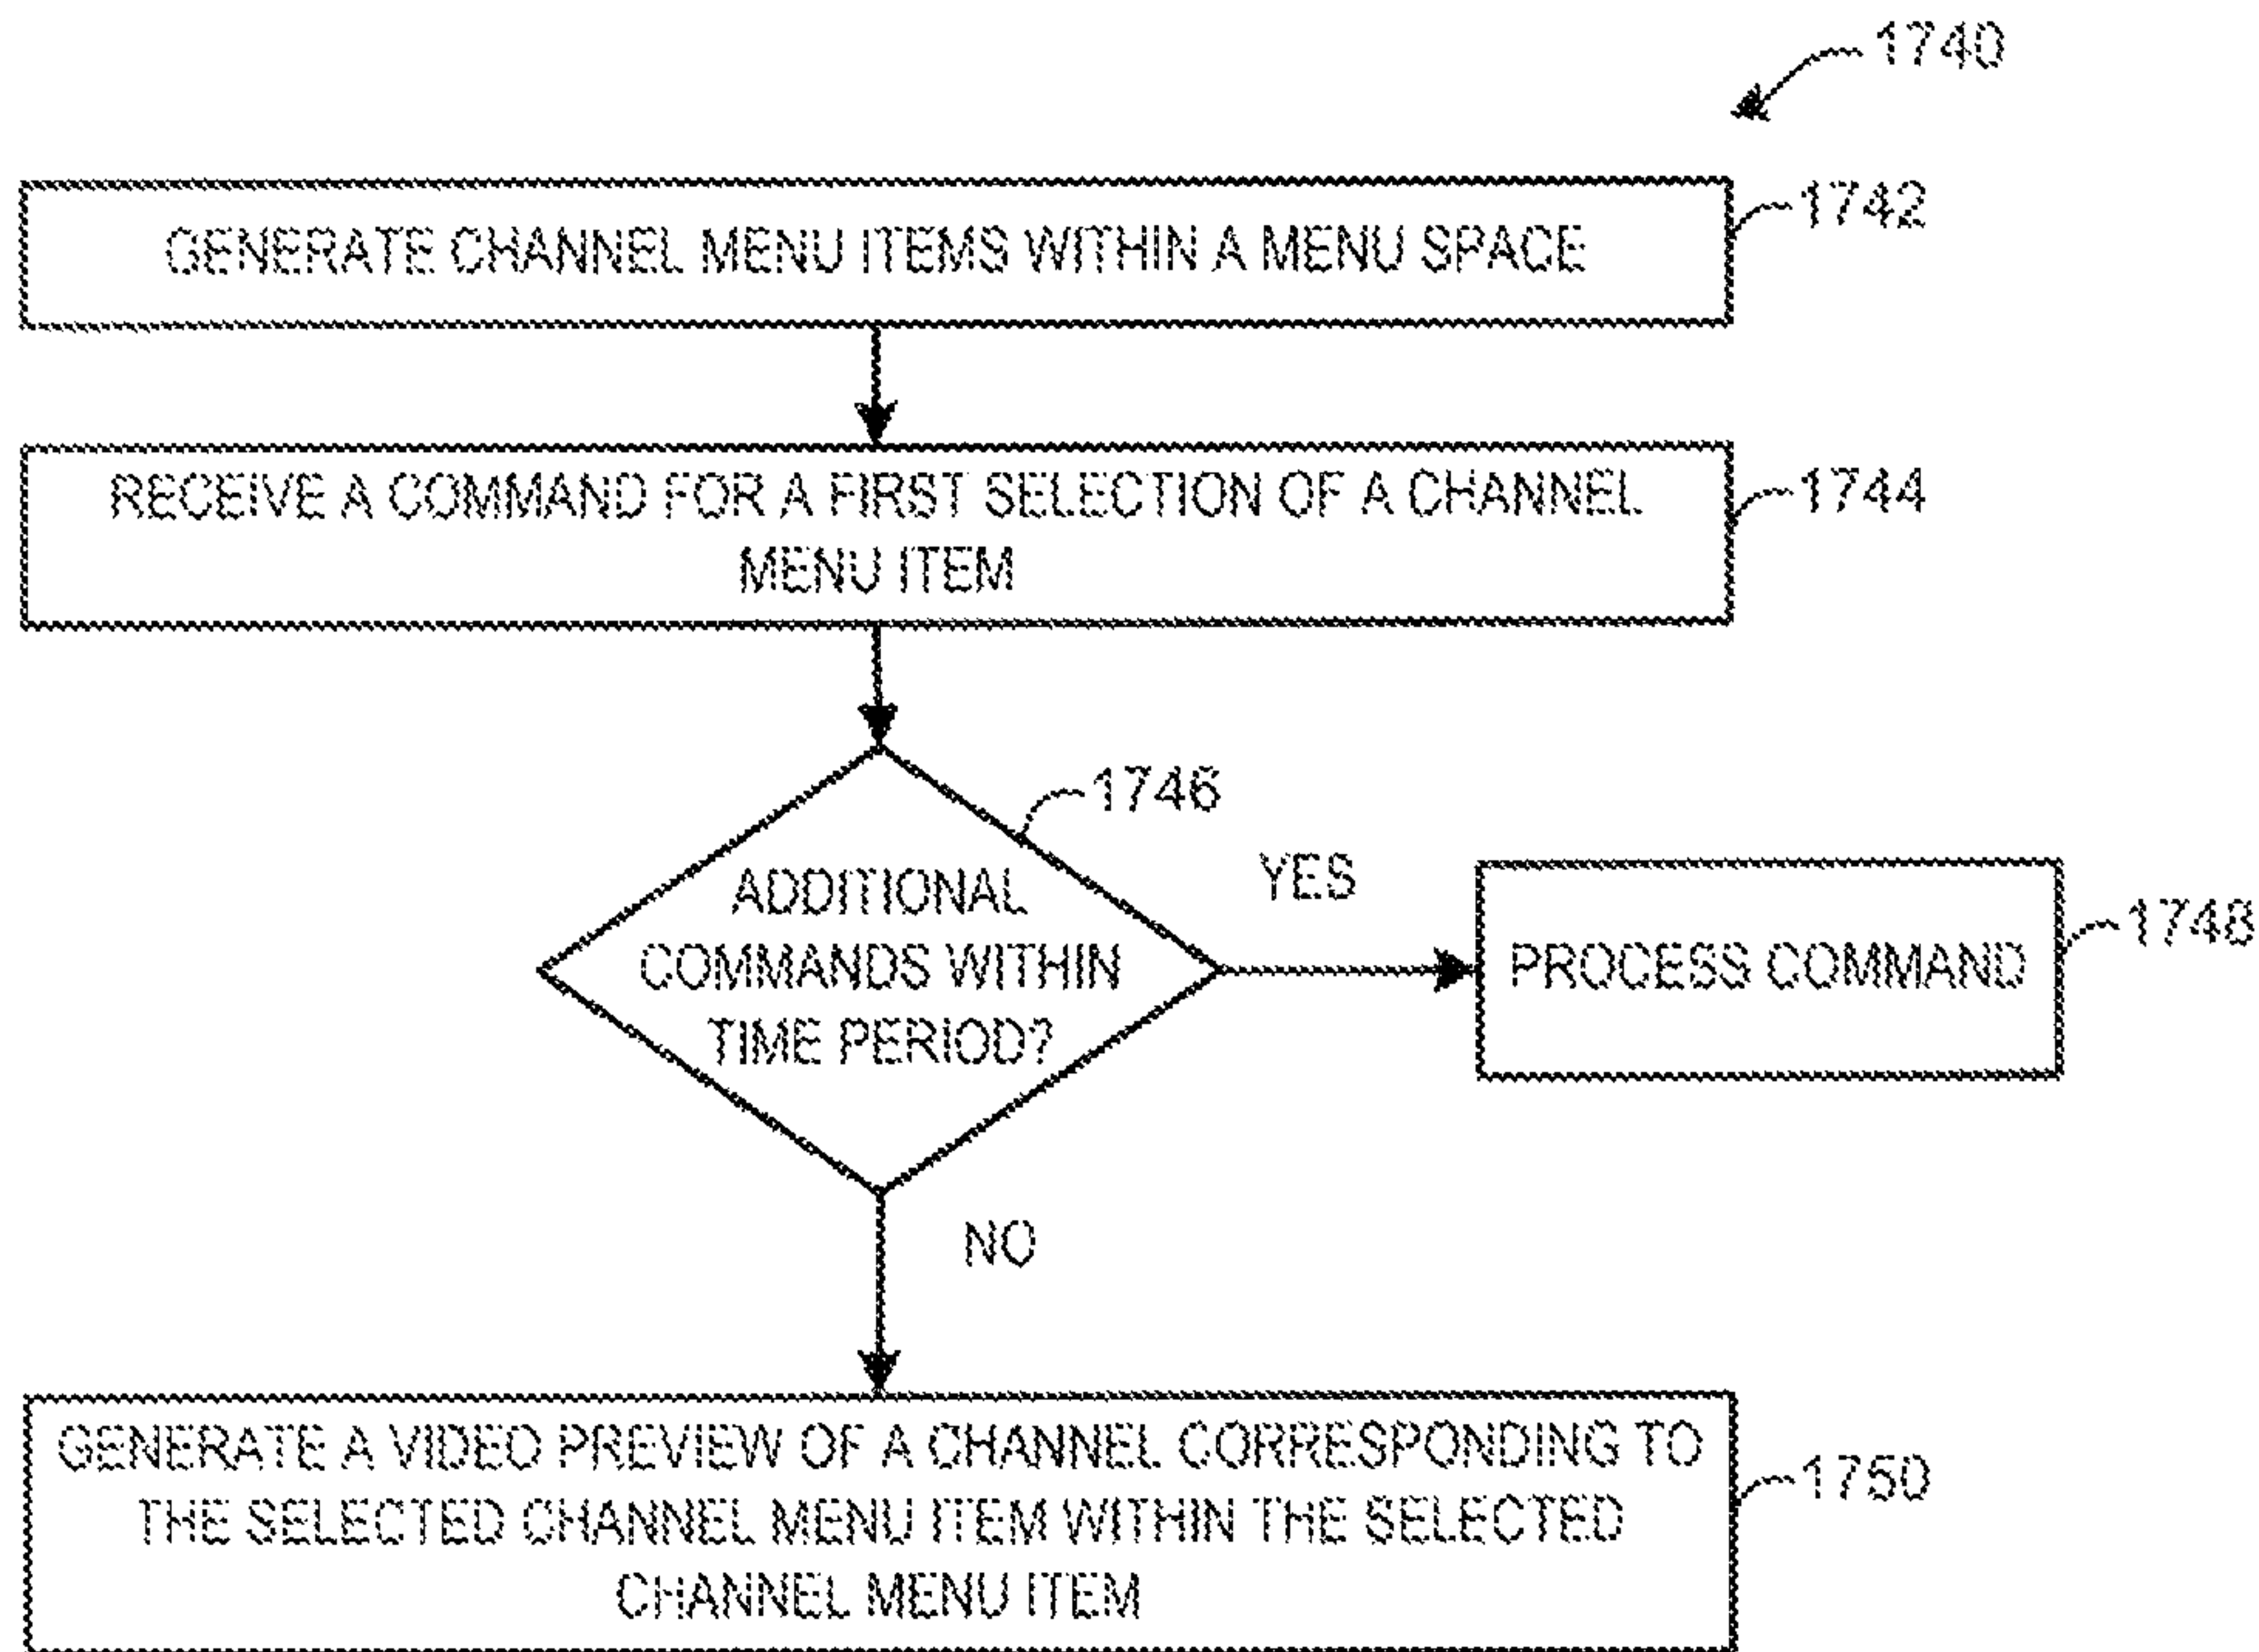 1740
GENERATE CHANNEL MENU ITEMS WITHIN A MENU SPACE
1742
RECEIVE A COMMAND FOR A FIRST SELECTION OF A CHANNEL
MENU ITEM
1744
1746
ADDITIONAL
COMMANDS WITHIN
TIME PERIOD?
YES
PROCESS COMMAND
1748
NO
GENERATE A VIDEO PREVIEW OF A CHANNEL CORRESPONDING TO
THE SELECTED CHANNEL MENU ITEM WITHIN THE SELECTED
CHANNEL MENU ITEM
1750